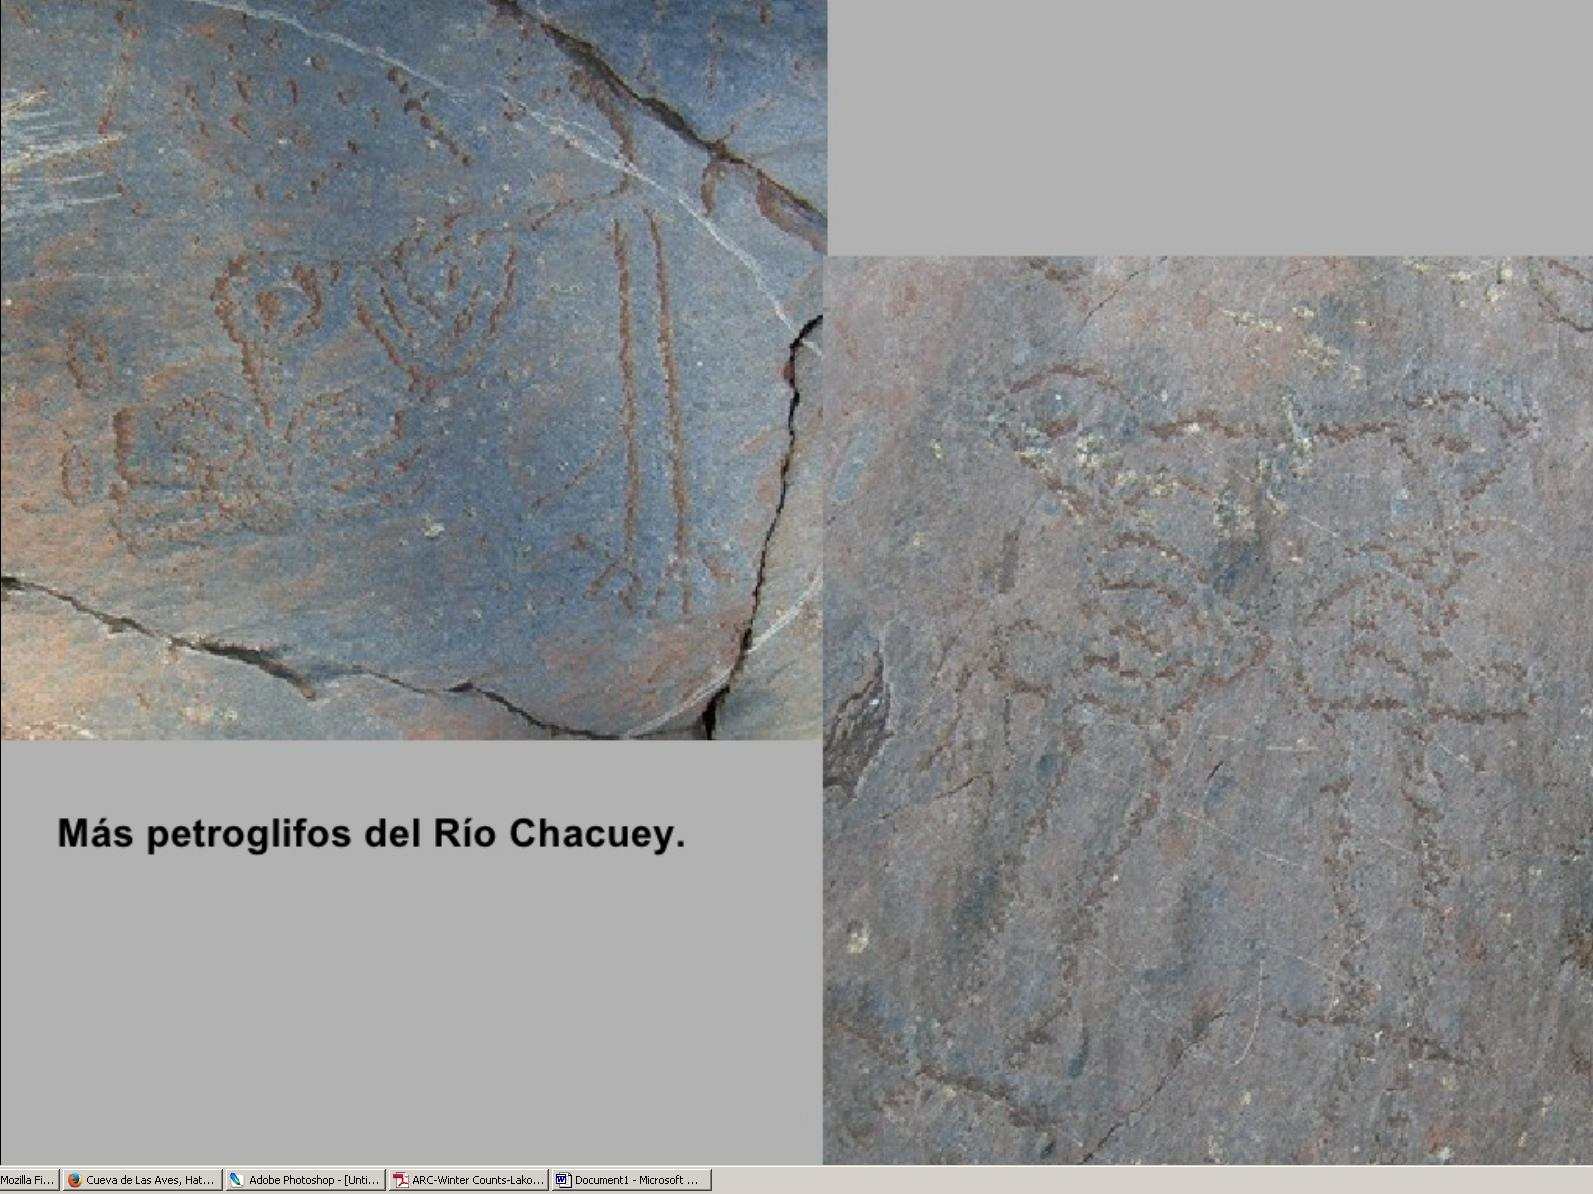 Más petroglifos del Río Chacuey.
Mozilla Fi...
Cueva de Las Aves, Hat...
Adobe Photoshop - [Unti...
ARC-Winter Counts-Lako...
Document1 - Microsoft ...